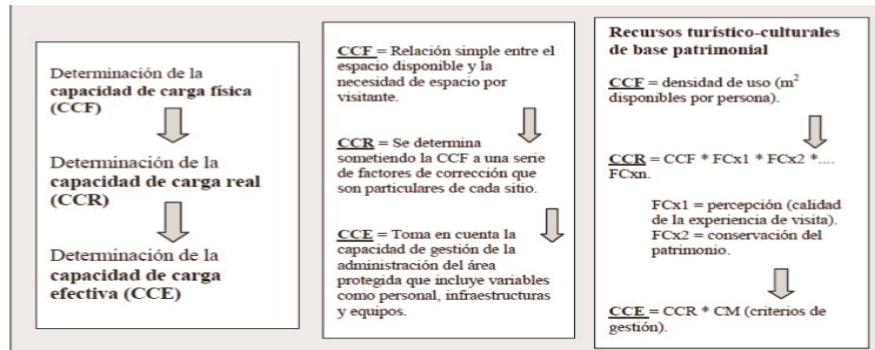 Determinación de la
capacidad de carga física
(CCF)
Determinación de la
capacidad de carga real
(CCR)
Determinación de la
capacidad de carga
efectiva (CCE)
CCF = Relación simple entre el
espacio disponible y la
necesidad de espacio por
visitante.
CCR = Se determina
sometiendo la CCF a una serie
de factores de corrección que
son particulares de cada sitio.
CCE = Toma en cuenta la
capacidad de gestión de la
administración del área
protegida que incluye variables
como personal, infraestructuras
y equipos.
Recursos turístico-culturales
de base patrimonial
CCF = densidad de uso (m²
disponibles por persona).
CCR = CCF * FCx1 * FCx2 *....
FCxn.
FCx1 = percepción (calidad
de la experiencia de visita).
FCx2 = conservación del
patrimonio.
CCE = CCR * CM (criterios de
gestión).